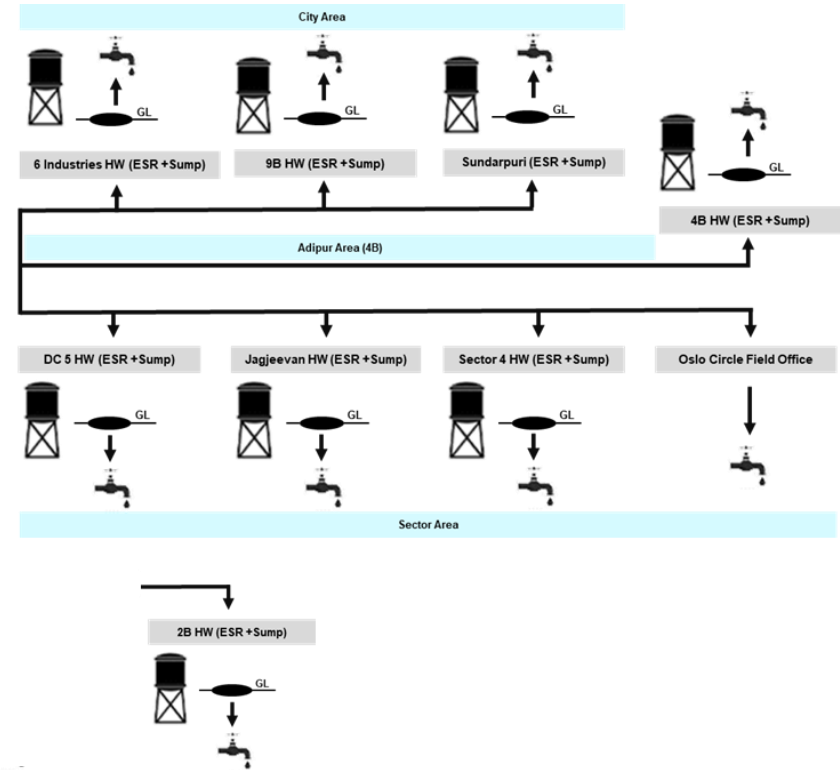 City Area
GL
GL
GL
6 Industries HW (ESR +Sump)
9B HW (ESR +Sump)
Sundarpuri (ESR +Sump)
GL
4B HW (ESR +Sump)
Adipur Area (4B)
DC 5 HW (ESR +Sump)
Jagjeevan HW (ESR +Sump)
Sector 4 HW (ESR +Sump)
Oslo Circle Field Office
GL
GL
GL
Sector Area
2B HW (ESR +Sump)
GL